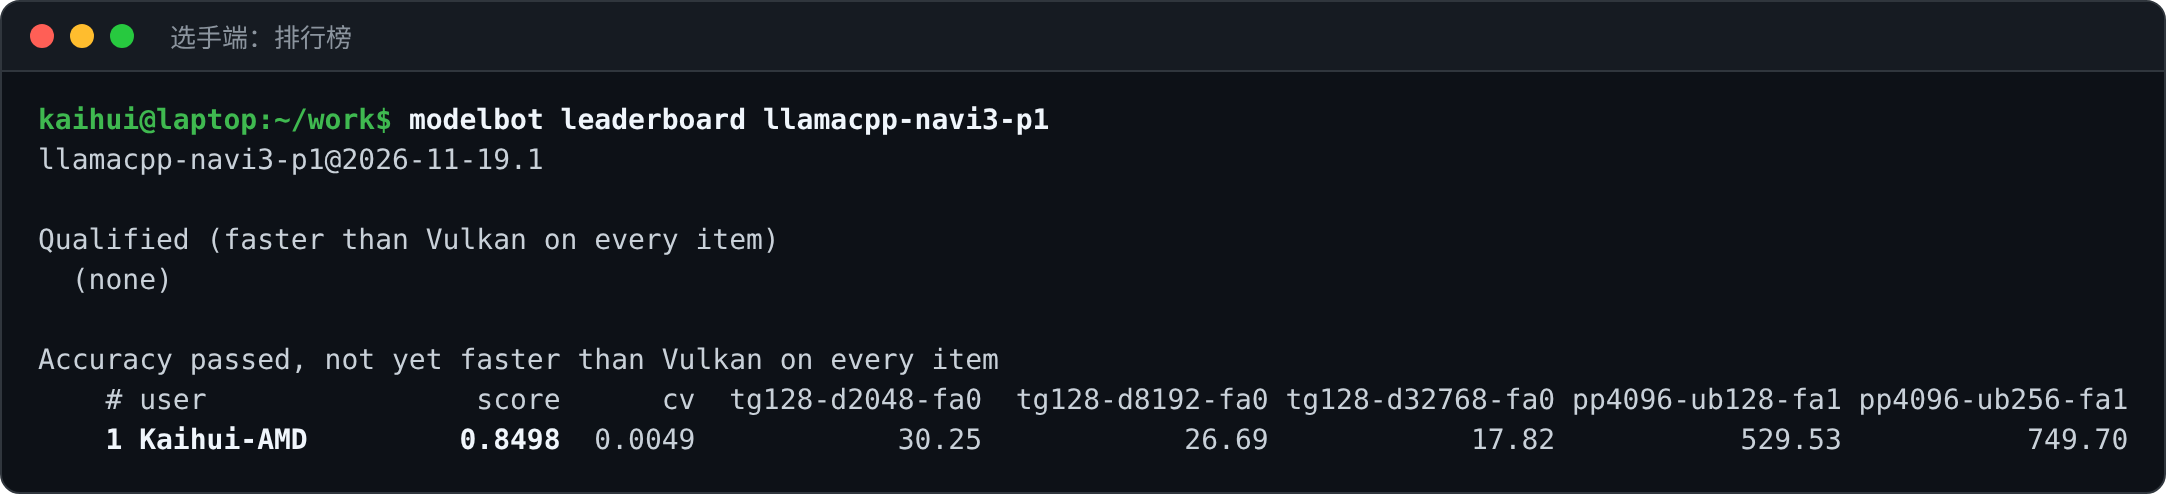 选手端：排行榜
kaihui@laptop:~/work$ modelbot leaderboard llamacpp-navi3-p1
llamacpp-navi3-p1@2026-11-19.1
Qualified (faster than Vulkan on every item)
(none)
Accuracy passed, not yet faster than Vulkan on every item
# user score cv tg128-d2048-fa0 tg128-d8192-fa0 tg128-d32768-fa0 pp4096-ub128-fa1 pp4096-ub256-fa1
1 Kaihui-AMD 0.8498 0.0049 30.25 26.69 17.82 529.53 749.70